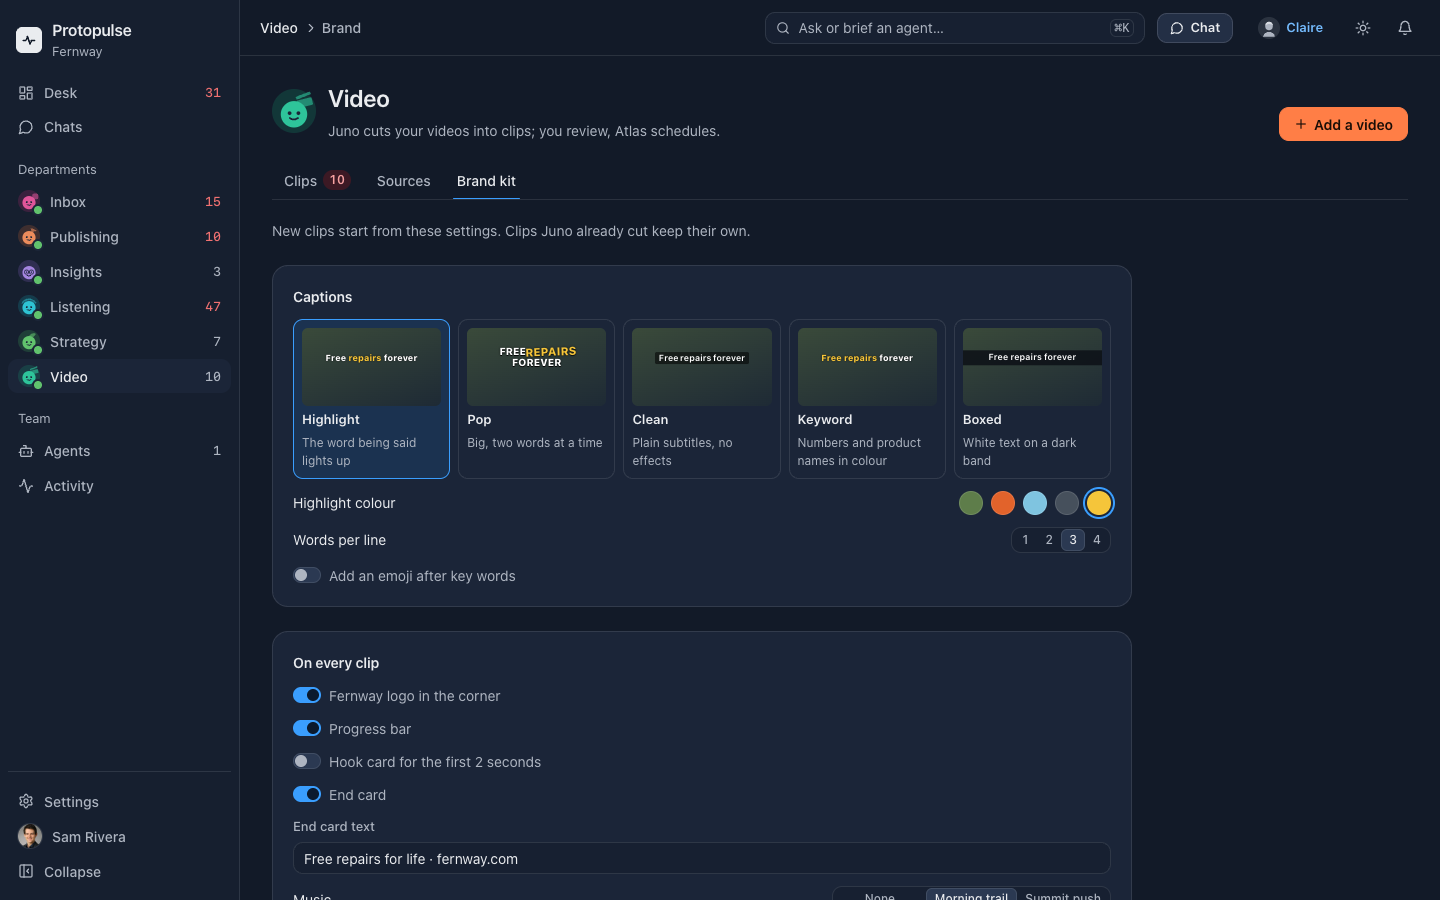 Protopulse
Fernway
Desk 31
Chats
Departments
Inbox 15
Publishing 10
Insights 3
Listening 47
Strategy 7
Video 10
Team
Agents 1
Activity
Settings
Sam Rivera
Collapse
Video > Brand
Ask or brief an agent... ⌘K
Chat
Claire
Video
Juno cuts your videos into clips; you review, Atlas schedules.
+ Add a video
Clips 10 Sources Brand kit
New clips start from these settings. Clips Juno already cut keep their own.
Captions
Free repairs forever
Highlight
The word being said
lights up
FREE REPAIRS
FOREVER
Pop
Big, two words at a time
Free repairs forever
Clean
Plain subtitles, no
effects
Free repairs forever
Keyword
Numbers and product
names in colour
Free repairs forever
Boxed
White text on a dark
band
Highlight colour
Words per line 1 2 3 4
Add an emoji after key words
On every clip
Fernway logo in the corner
Progress bar
Hook card for the first 2 seconds
End card
End card text
Free repairs for life · fernway.com
Music None Morning trail Summit push